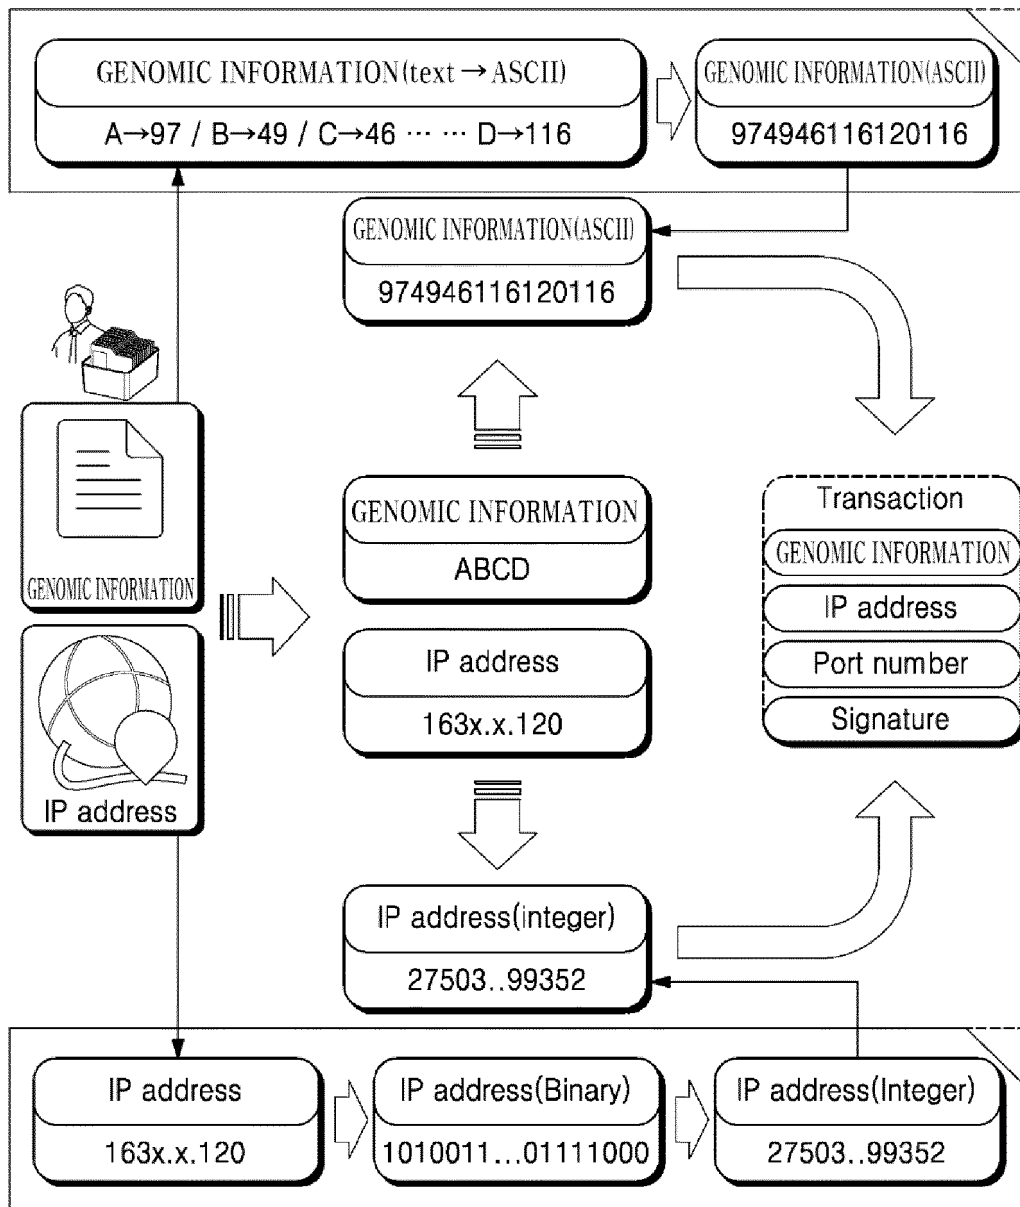 GENOMIC INFORMATION(text→ASCII)
A→97 / B→49 / C→46 ··· ··· D→116
GENOMIC INFORMATION(ASCII)
974946116120116
GENOMIC INFORMATION(ASCII)
974946116120116
GENOMIC INFORMATION
IP address
GENOMIC INFORMATION
ABCD
IP address
163x.x.120
Transaction
GENOMIC INFORMATION
IP address
Port number
Signature
IP address(integer)
27503..99352
IP address
163x.x.120
IP address(Binary)
1010011...01111000
IP address(Integer)
27503..99352